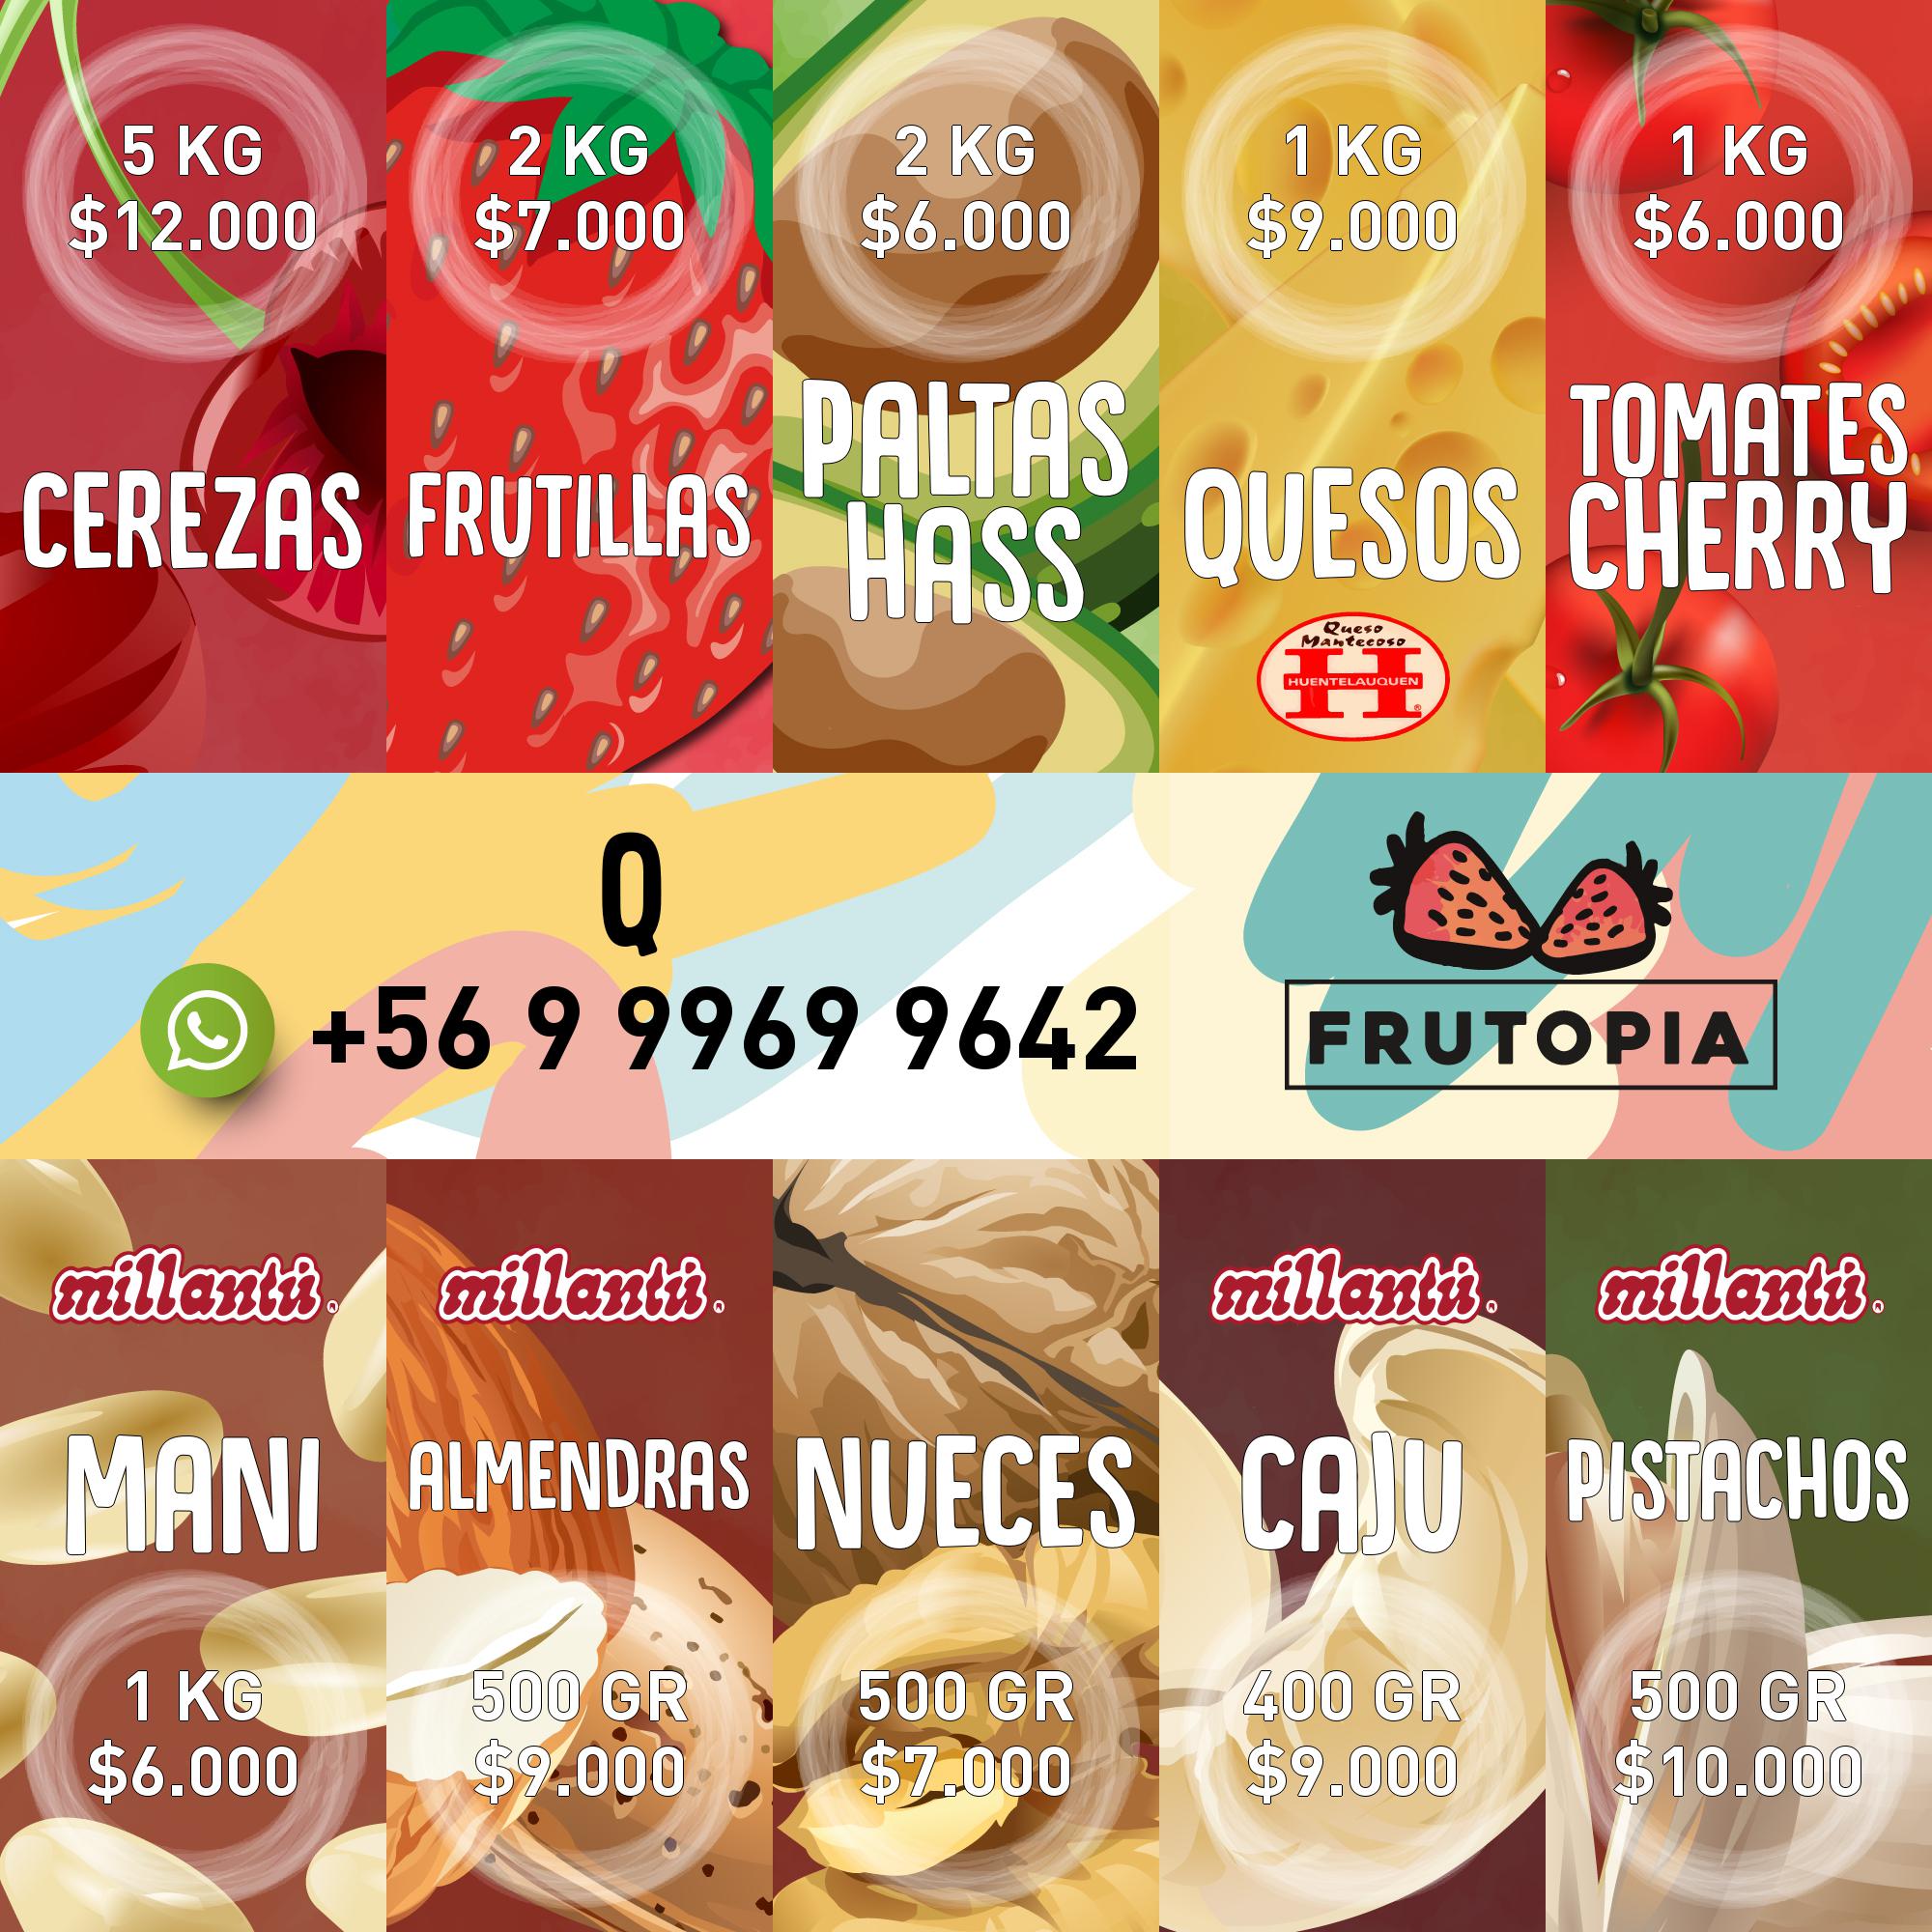 5 KG
$12.000
CEREZAS
2 KG
$7.000
FRUTILLAS
2 KG
$6.000
PALTAS
HASS
1 KG
$9.000
QUESOS
Queso
Mantecoso
H
HUENTELAUQUEN
®
1 KG
$6.000
TOMATES
CHERRY
Q
+56 9 9969 9642
FRUTOPIA
millantú®
MANI
1 KG
$6.000
millantú®
ALMENDRAS
500 GR
$9.000
NUECES
500 GR
$7.000
millantú®
CAJU
400 GR
$9.000
millantú®
PISTACHOS
500 GR
$10.000